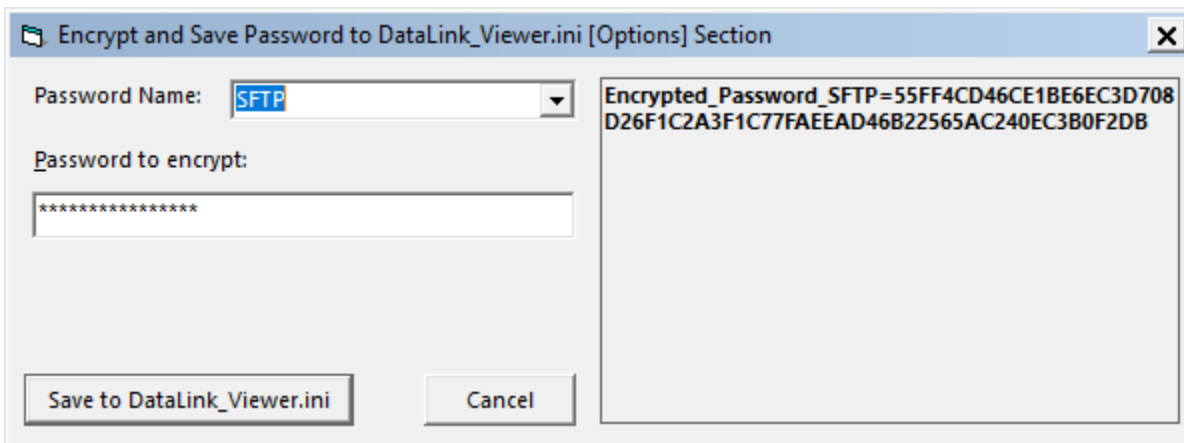 Encrypt and Save Password to DataLink_Viewer.ini [Options] Section
Password Name:
SFTP
Password to encrypt:
****************
Save to DataLink_Viewer.ini
Cancel
Encrypted_Password_SFTP=55FF4CD46CE1BE6EC3D708
D26F1C2A3F1C77FAEEAD46B22565AC240EC3B0F2DB